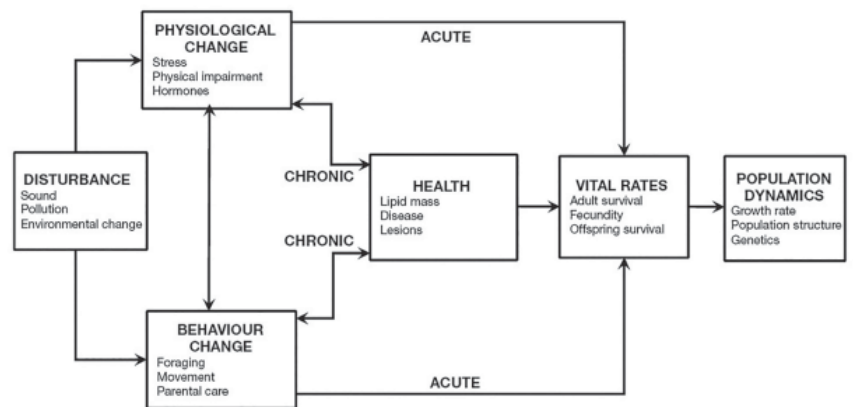 PHYSIOLOGICAL
CHANGE
Stress
Physical impairment
Hormones
ACUTE
DISTURBANCE
Sound
Pollution
Environmental change
CHRONIC
HEALTH
Lipid mass
Disease
Lesions
CHRONIC
VITAL RATES
Adult survival
Fecundity
Offspring survival
POPULATION
DYNAMICS
Growth rate
Population structure
Genetics
BEHAVIOUR
CHANGE
Foraging
Movement
Parental care
ACUTE